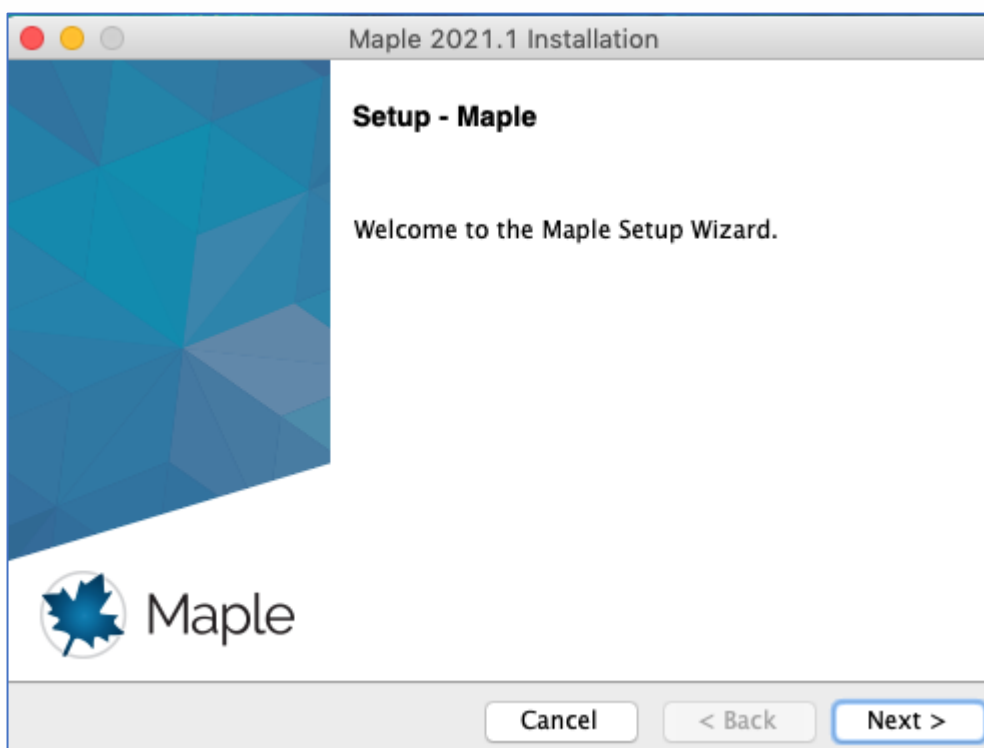 Maple 2021.1 Installation
Setup - Maple
Welcome to the Maple Setup Wizard.
Maple
Cancel
< Back
Next >